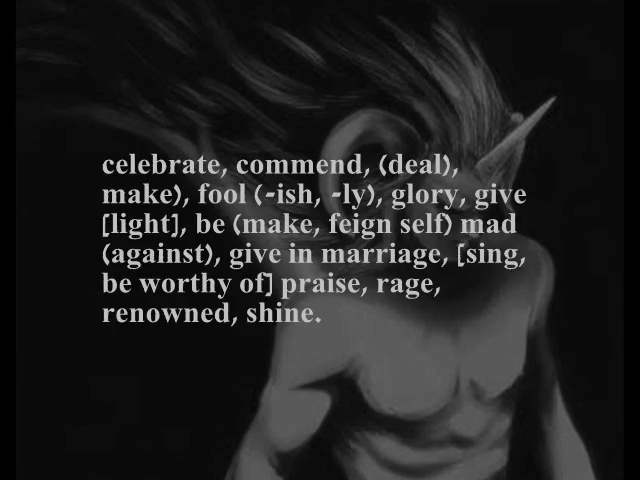 celebrate, commend, (deal),
make), fool (-ish, -ly), glory, give
[light], be (make, feign self) mad
(against), give in marriage, [sing,
be worthy of] praise, rage,
renowned, shine.